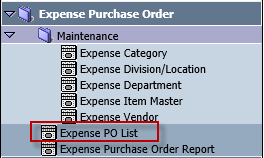 Expense Purchase Order
Maintenance
Expense Category
Expense Division/Location
Expense Department
Expense Item Master
Expense Vendor
Expense PO List
Expense Purchase Order Report